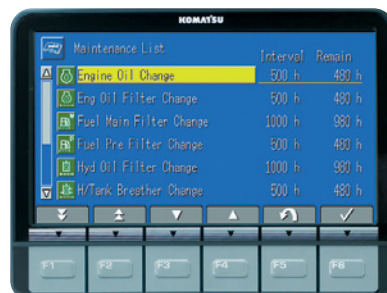 KOMATSU
Maintenance List
Interval Remain
Engine Oil Change 500 h 480 h
Eng Oil Filter Change 500 h 480 h
Fuel Main Filter Change 1000 h 980 h
Fuel Pre Filter Change 500 h 480 h
Hyd Oil Filter Change 1000 h 980 h
H/Tank Breather Change 500 h 480 h
F1 F2 F3 F4 F5 F6